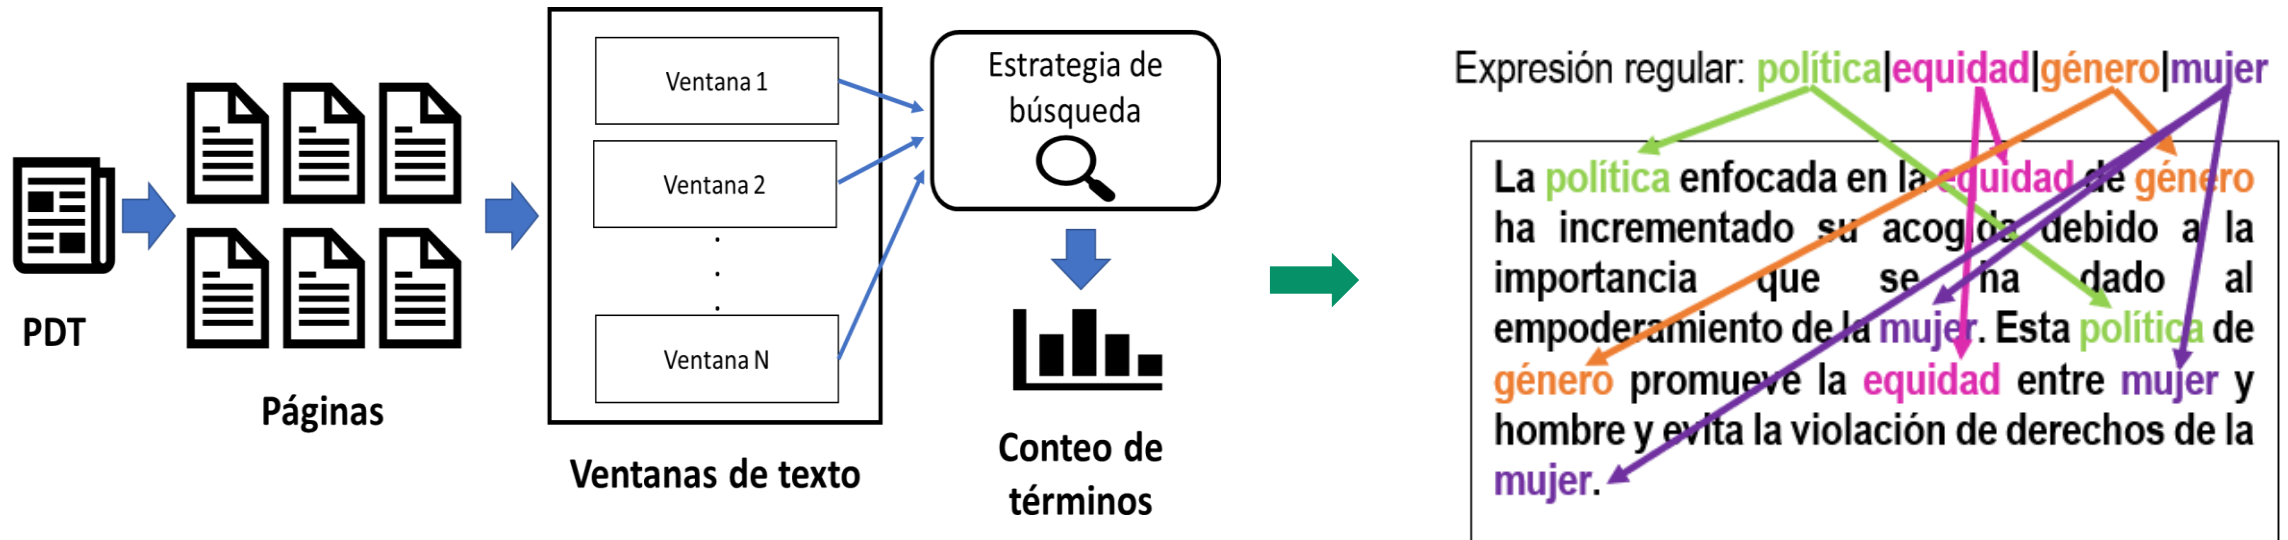 PDT
Páginas
Ventana 1
Ventana 2
.
.
.
Ventana N
Ventanas de texto
Estrategia de
búsqueda
Conteo de
términos
Expresión regular: política|equidad|género|mujer
La política enfocada en la equidad de género
ha incrementado su acogida debido a la
importancia que se ha dado al
empoderamiento de la mujer. Esta política de
género promueve la equidad entre mujer y
hombre y evita la violación de derechos de la
mujer.